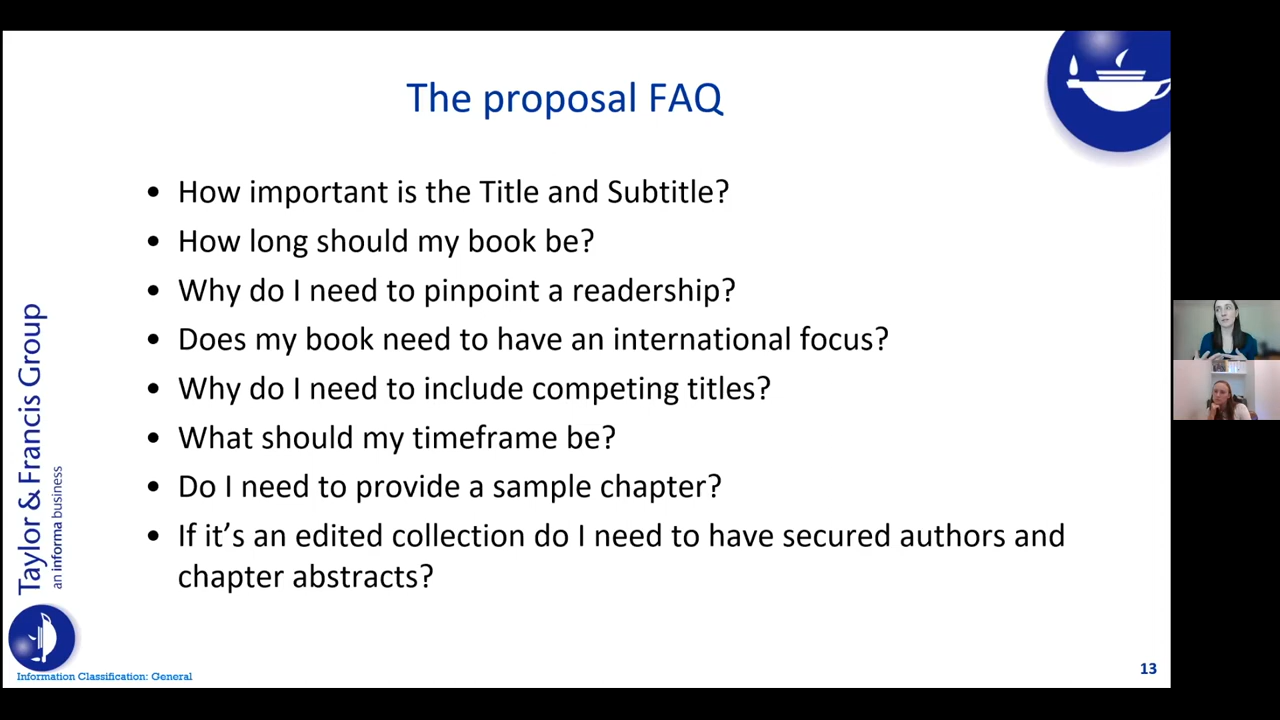 The proposal FAQ
• How important is the Title and Subtitle?
• How long should my book be?
• Why do I need to pinpoint a readership?
• Does my book need to have an international focus?
• Why do I need to include competing titles?
• What should my timeframe be?
• Do I need to provide a sample chapter?
• If it’s an edited collection do I need to have secured authors and
chapter abstracts?
Taylor & Francis Group
an informa business
Information Classification: General
13